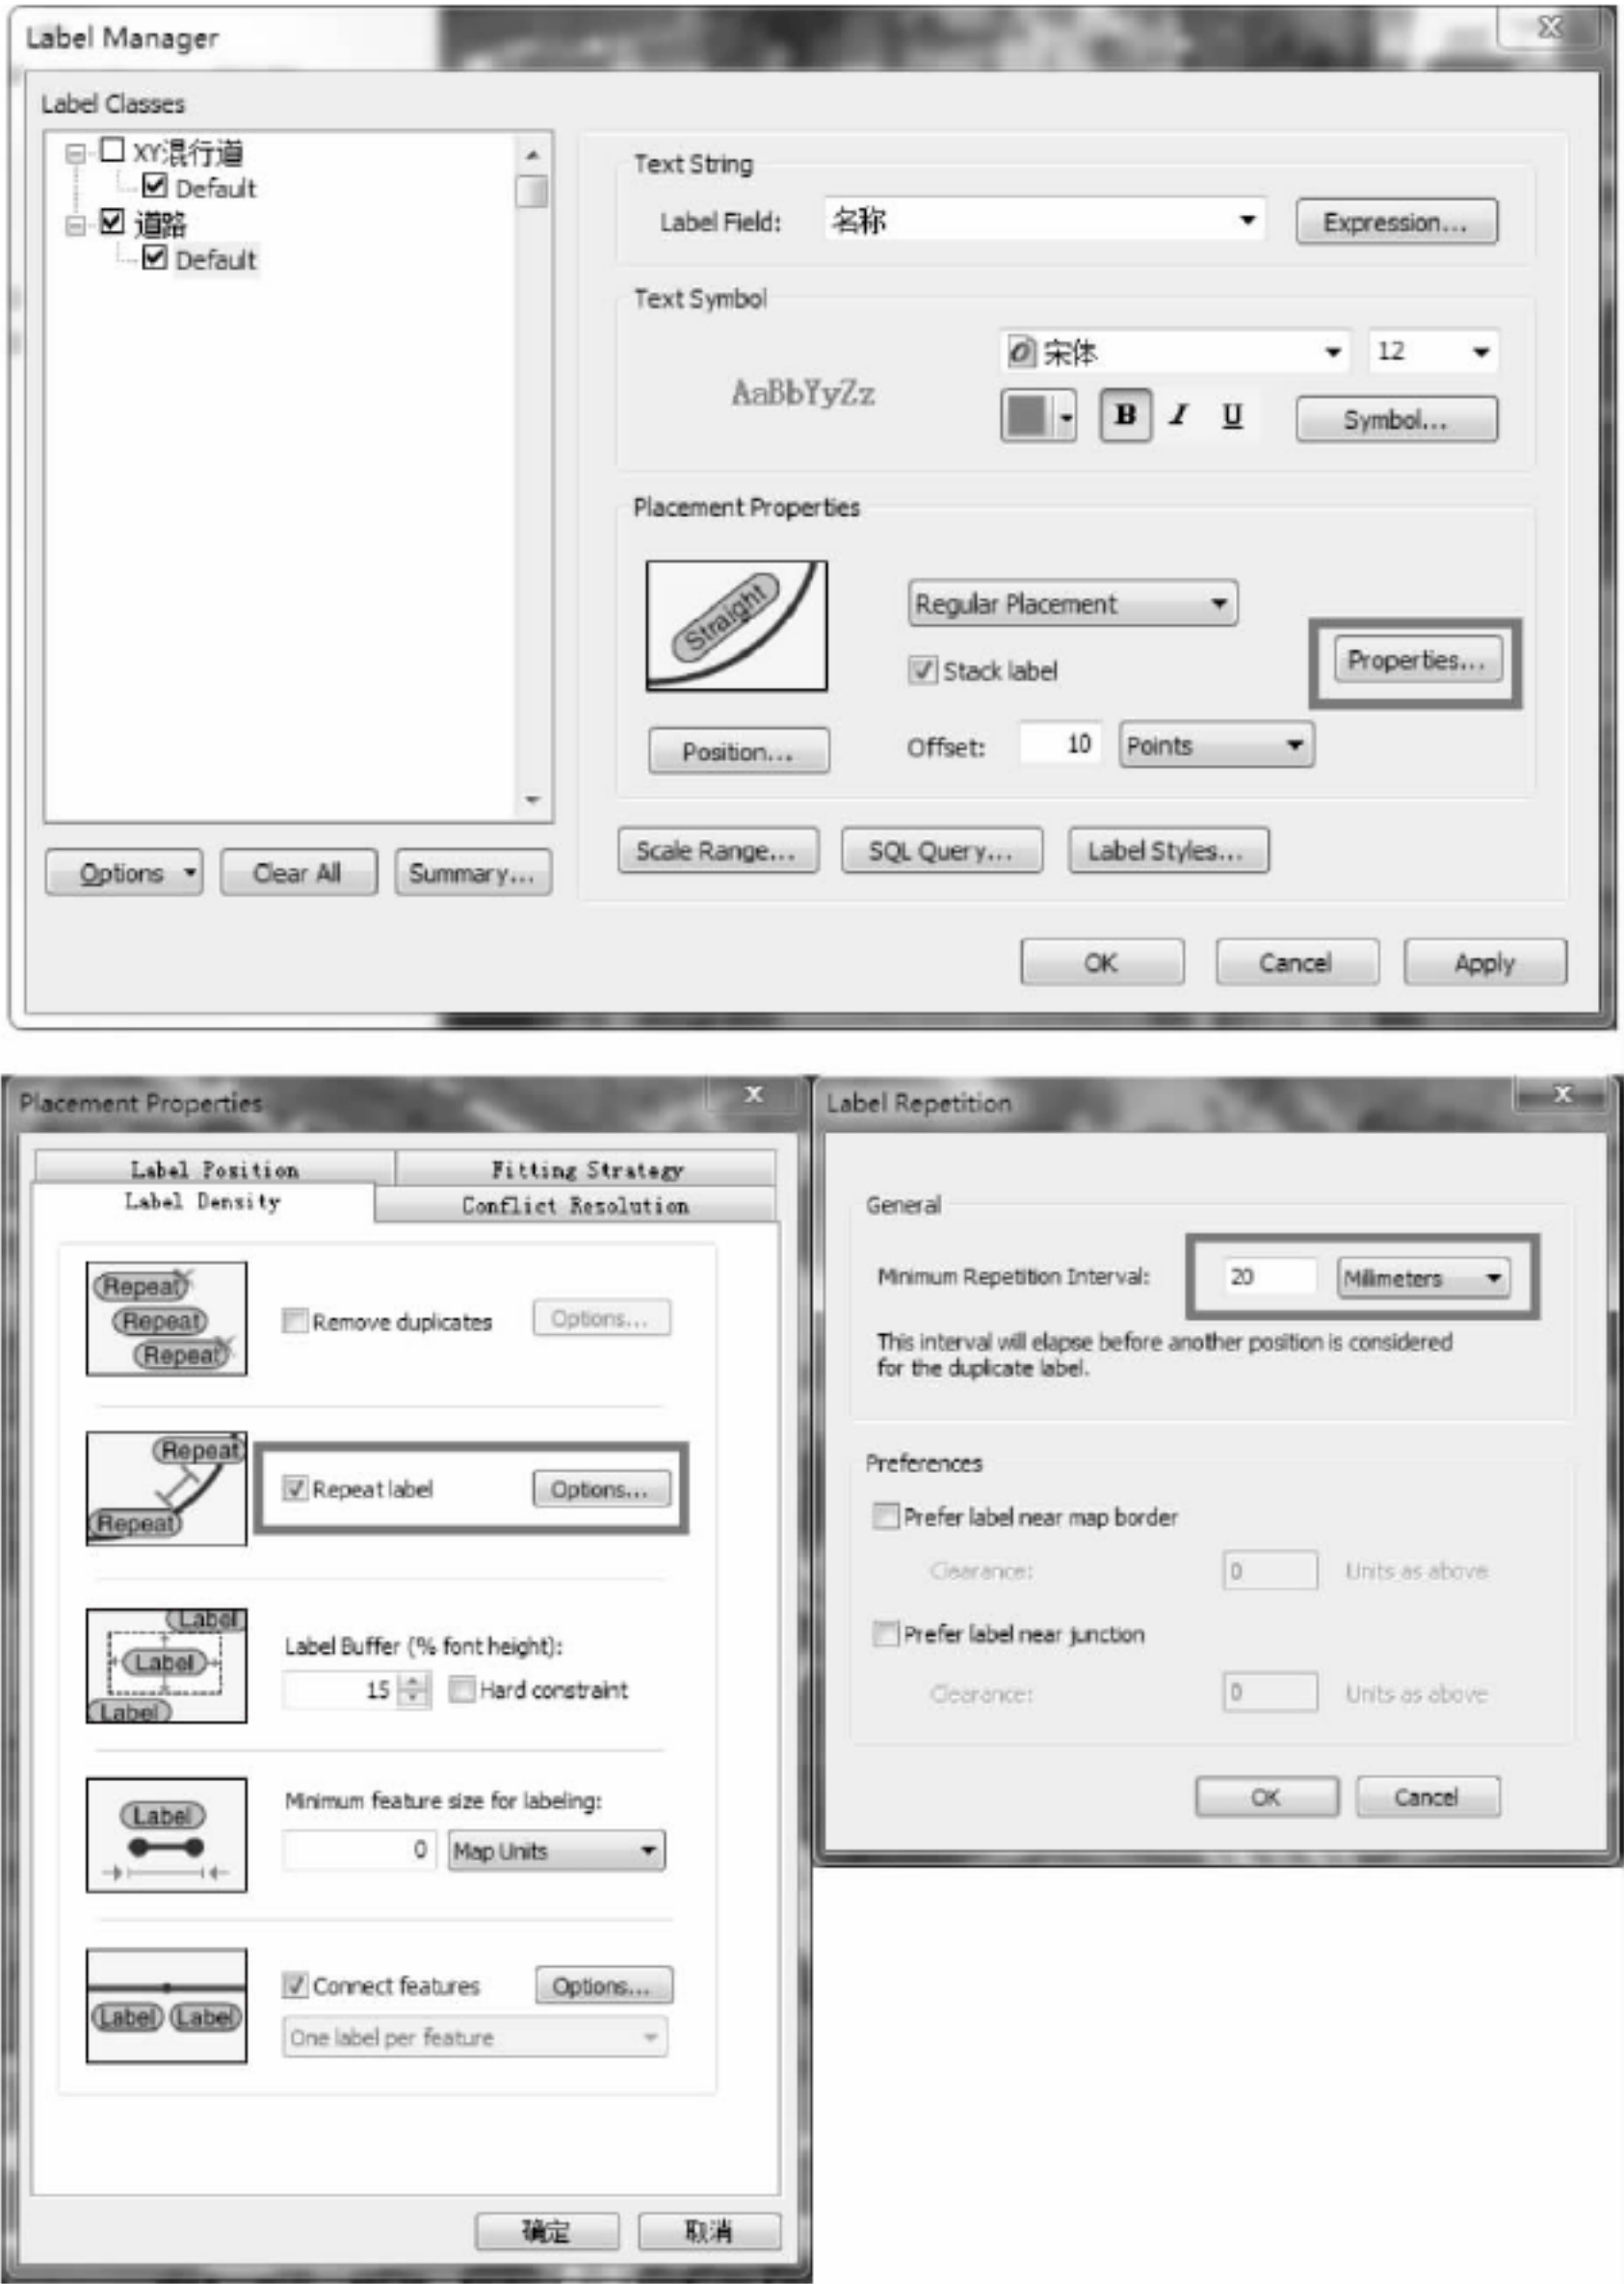 Label Manager
Label Classes
XY混行道
Default
道路
Default
Options
Clear All
Summary...
Text String
Label Field:
名称
Expression...
Text Symbol
AaBbYyZz
宋体
12
B I U
Symbol...
Placement Properties
Straight
Regular Placement
Stack label
Properties...
Position...
Offset:
10
Points
Scale Range...
SQL Query...
Label Styles...
OK
Cancel
Apply
Placement Properties
Label Position
Fitting Strategy
Label Density
Conflict Resolution
Repeat
Repeat
Repeat
Remove duplicates
Options...
Repeat
Repeat
Repeat label
Options...
Label
Label
Label
Label Buffer (% font height):
15
Hard constraint
Label
Minimum feature size for labeling:
0
Map Units
Label Label
Connect features
Options...
One label per feature
确定
取消
Label Repetition
General
Minimum Repetition Interval:
20
Millimeters
This interval will elapse before another position is considered
for the duplicate label.
Preferences
Prefer label near map border
Clearance:
0
Units as above
Prefer label near junction
Clearance:
0
Units as above
OK
Cancel